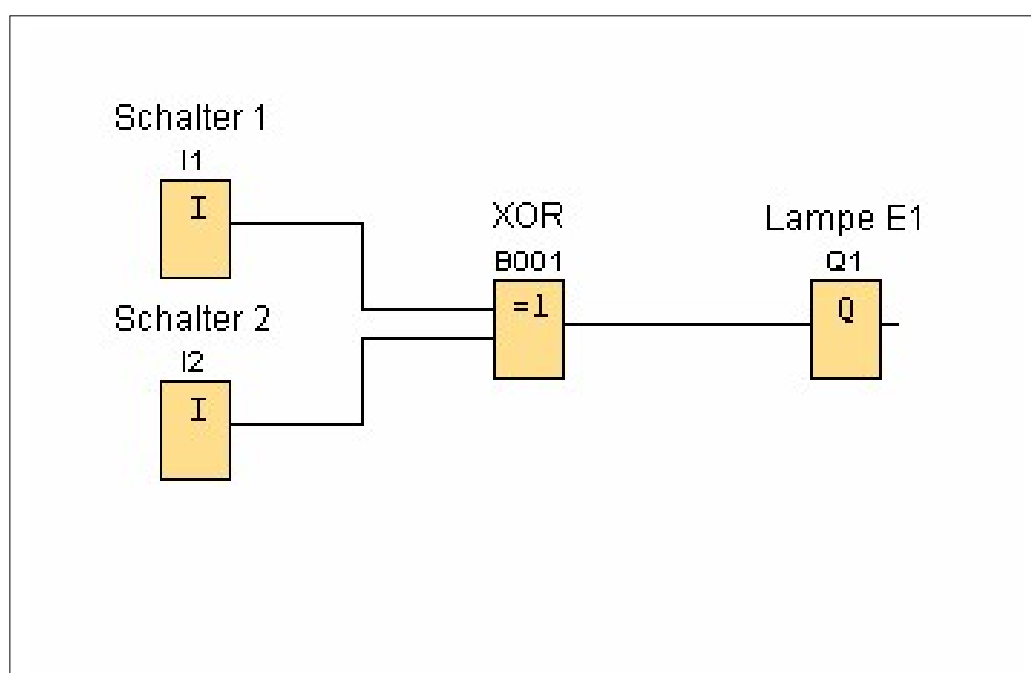 Schalter 1
I1
I
XOR
B001
=1
Lampe E1
Q1
Q
Schalter 2
I2
I